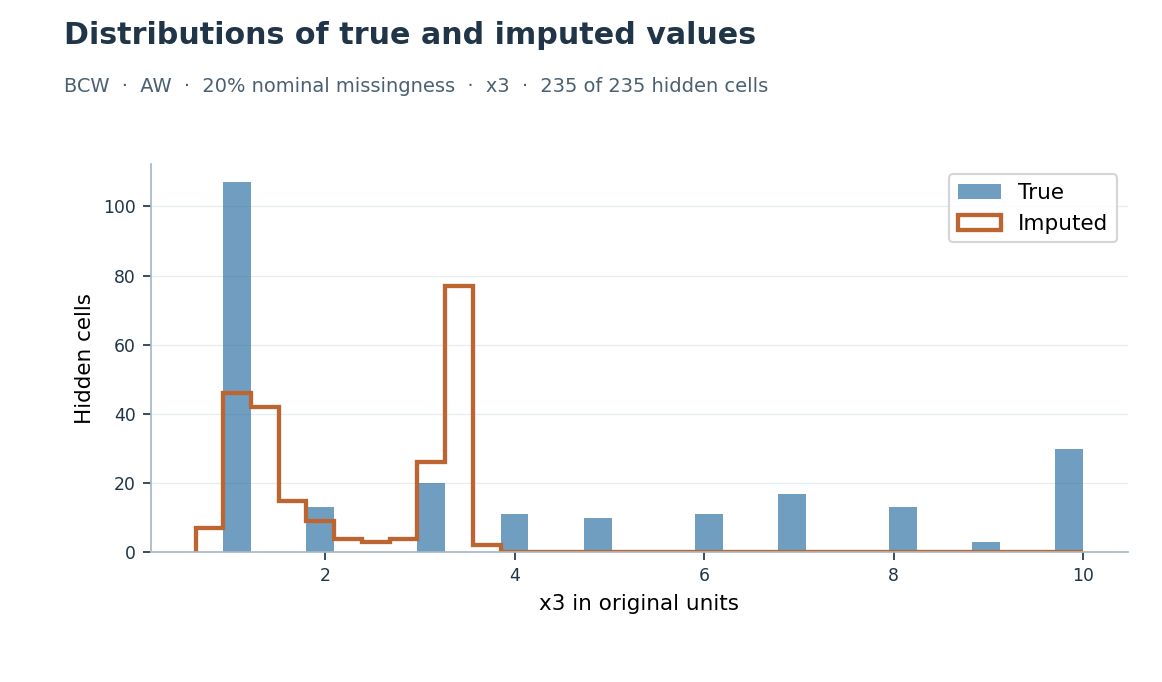 Distributions of true and imputed values
BCW · AW · 20% nominal missingness · x3 · 235 of 235 hidden cells
True
Imputed
100
80
60
40
20
0
Hidden cells
2 4 6 8 10
x3 in original units